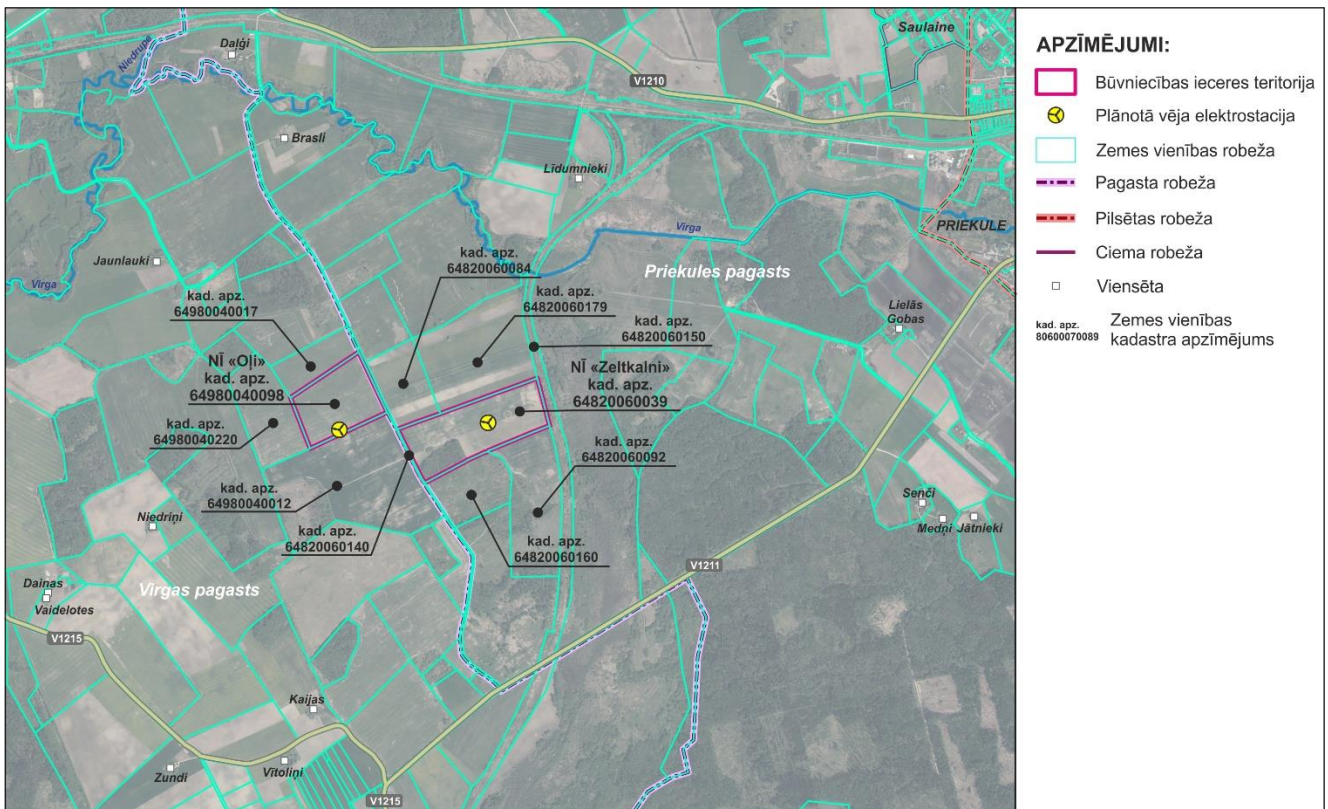 Saulaine
Daļģi
Niedrupe
V1210
Brasli
Līdumnieki
Virga
PRIEKULE
Jaunlauki
Priekules pagasts
kad. apz.
64820060084
Virga
kad. apz.
64980040017
kad. apz.
64820060179
Lielās
Gobas
kad. apz.
64820060150
NĪ «Oļi»
kad. apz.
64980040098
NĪ «Zeltkalni»
kad. apz.
64820060039
kad. apz.
64980040220
kad. apz.
64820060092
kad. apz.
64980040012
Senči
Niedriņi
Medņi
Jātnieki
kad. apz.
64820060140
kad. apz.
64820060160
V1211
Dainas
Virgas pagasts
Vaidelotes
V1215
Kaijas
Zundi
Vītoliņi
V1215
APZĪMĒJUMI:
Būvniecības ieceres teritorija
Plānotā vēja elektrostacija
Zemes vienības robeža
Pagasta robeža
Pilsētas robeža
Ciema robeža
Viensēta
kad. apz.
80600070089
Zemes vienības
kadastra apzīmējums